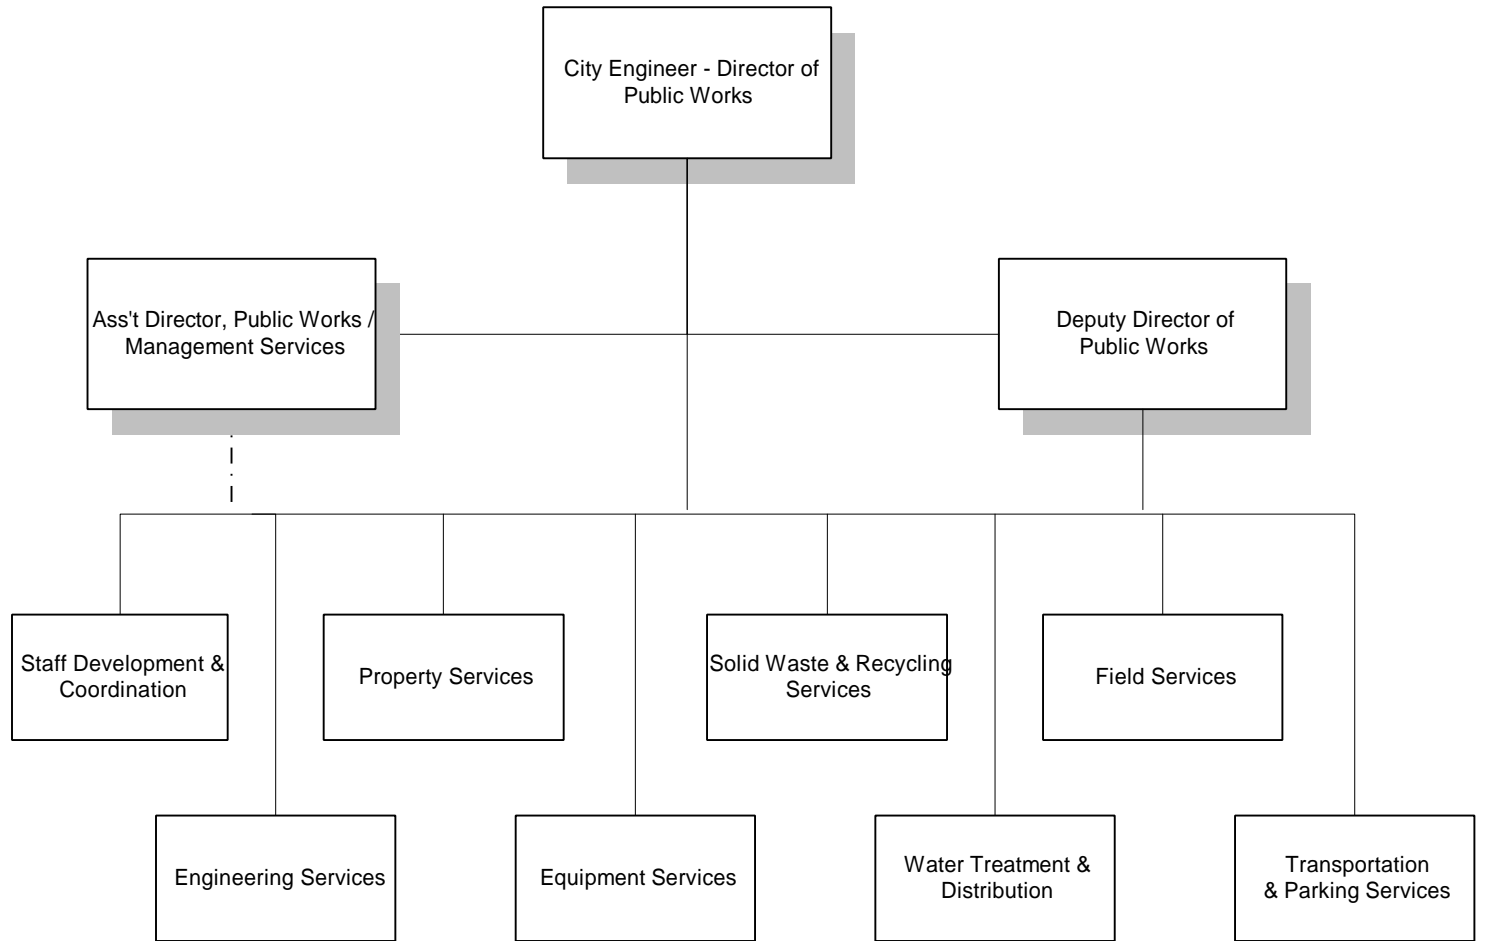 City Engineer - Director of
Public Works
Ass't Director, Public Works /
Management Services
Deputy Director of
Public Works
Staff Development &
Coordination
Property Services
Solid Waste & Recycling
Services
Field Services
Engineering Services
Equipment Services
Water Treatment &
Distribution
Transportation
& Parking Services